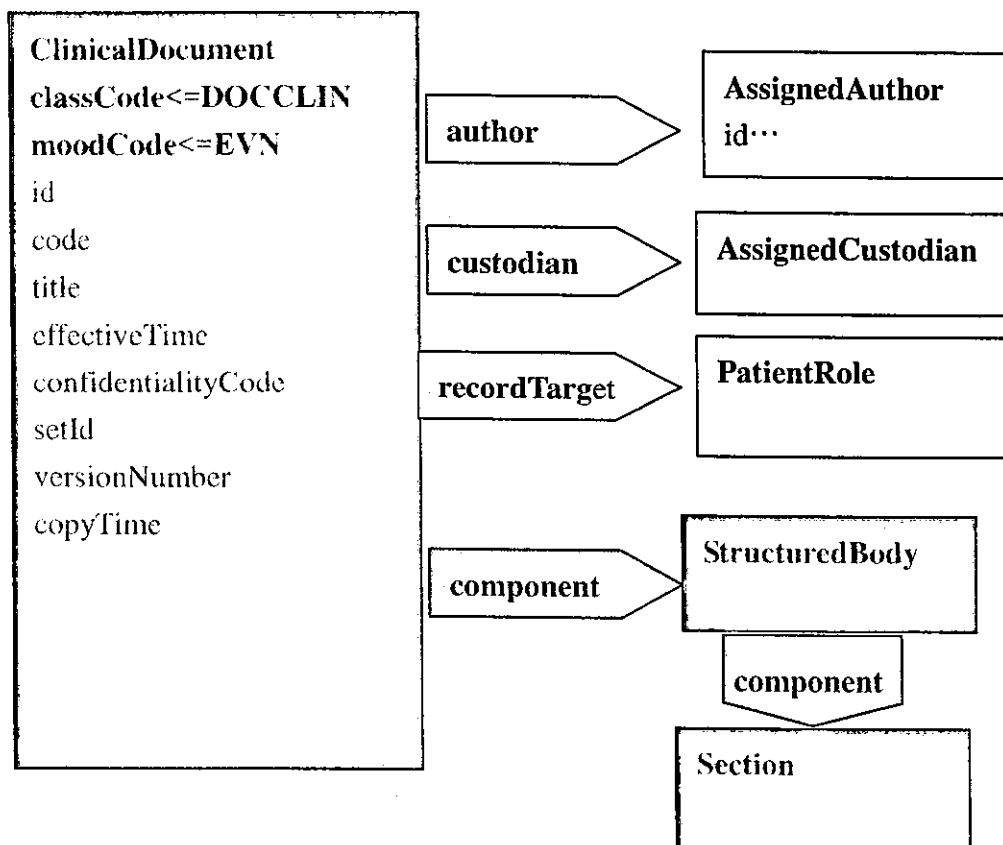 ClinicalDocument
classCode<=DOCCLIN
moodCode<=EVN
id
code
title
effectiveTime
confidentialityCode
setId
versionNumber
copyTime
author
AssignedAuthor
id…
custodian
AssignedCustodian
recordTarget
PatientRole
component
StructuredBody
component
Section